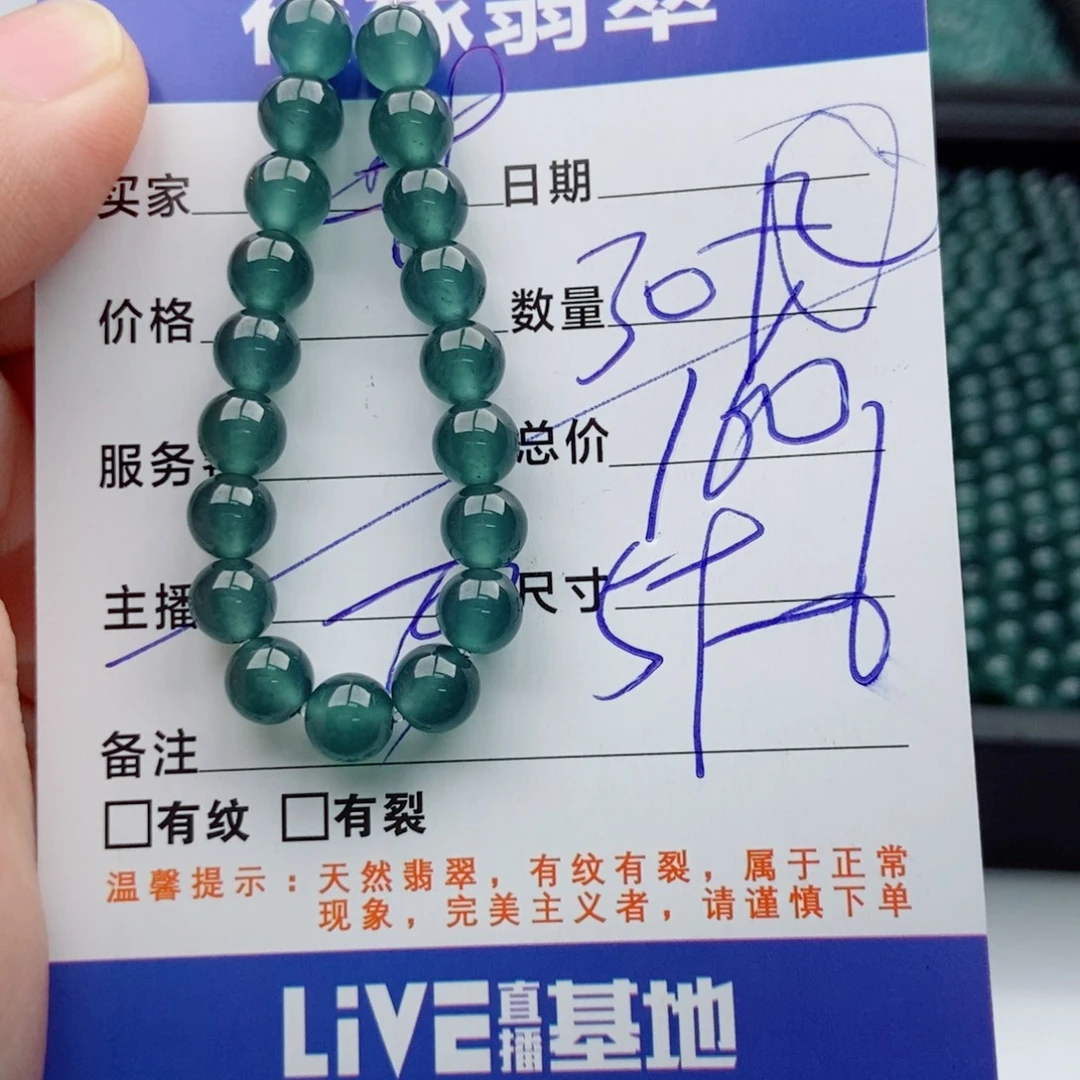 缘翡翠
买家 日期
价格 数量 30
服务 总价
主播 尺寸
备注
□有纹 □有裂
温馨提示：天然翡翠，有纹有裂，属于正常
现象，完美主义者，请谨慎下单
LiVE直播基地